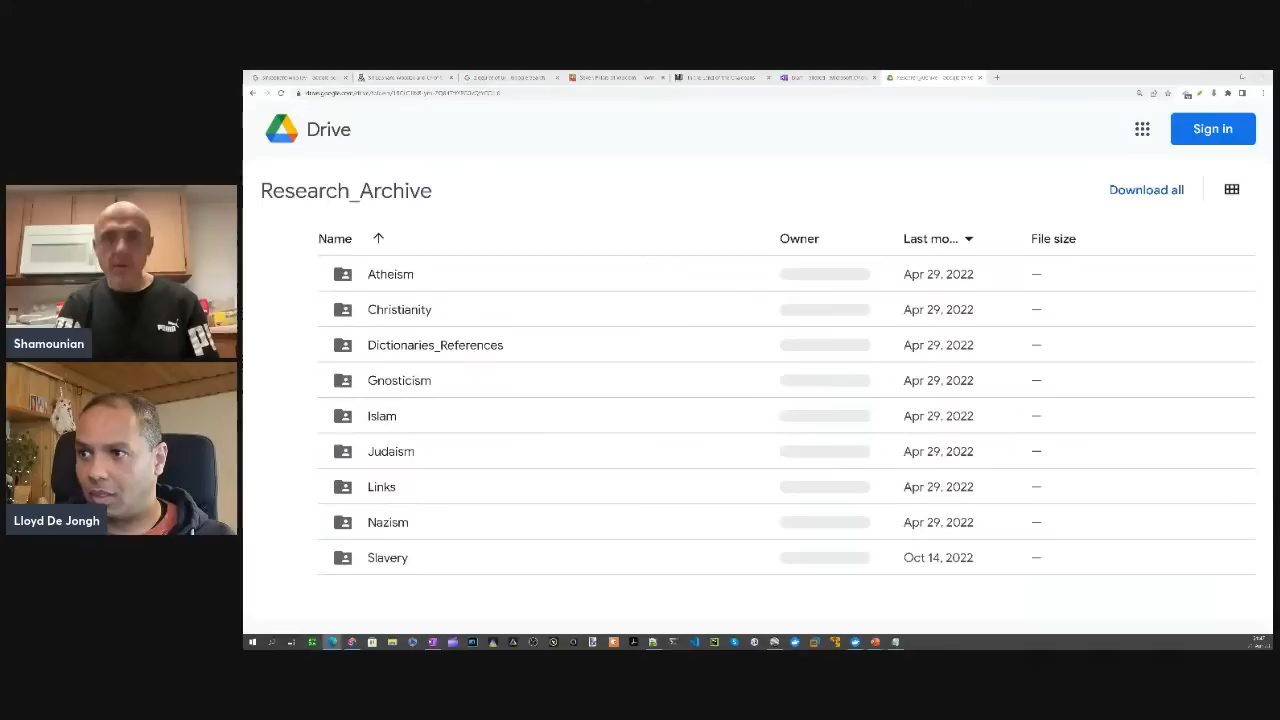 Drive
Sign in
Research_Archive
Download all
Name
Owner
Last mo...
File size
Atheism
Apr 29, 2022
—
Christianity
Apr 29, 2022
—
Dictionaries_References
Apr 29, 2022
—
Gnosticism
Apr 29, 2022
—
Islam
Apr 29, 2022
—
Judaism
Apr 29, 2022
—
Links
Apr 29, 2022
—
Nazism
Apr 29, 2022
—
Slavery
Oct 14, 2022
—
Shamounian
Lloyd De Jongh